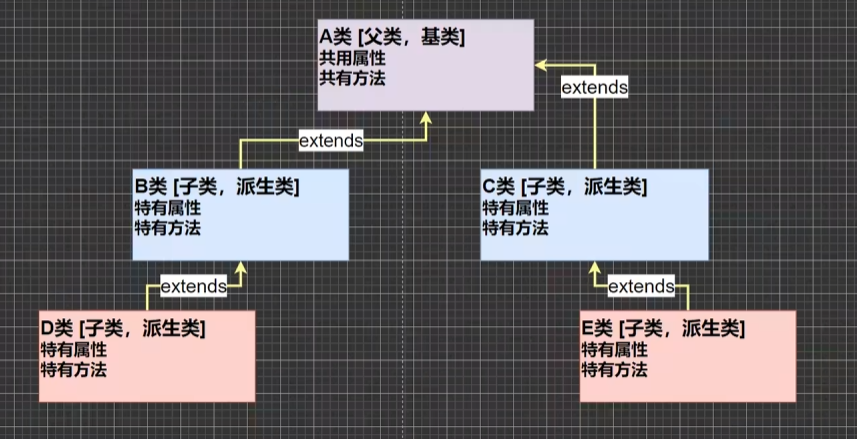 A类 [父类，基类]
共用属性
共有方法
extends
extends
B类 [子类，派生类]
特有属性
特有方法
C类 [子类，派生类]
特有属性
特有方法
extends
extends
D类 [子类，派生类]
特有属性
特有方法
E类 [子类，派生类]
特有属性
特有方法